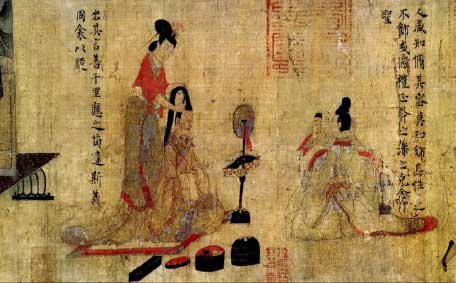 人咸知脩其容莫知飾其性之
不飾或愆禮正斧之藻之克念作
聖
出其言善千里應之苟違斯義
同衾以疑